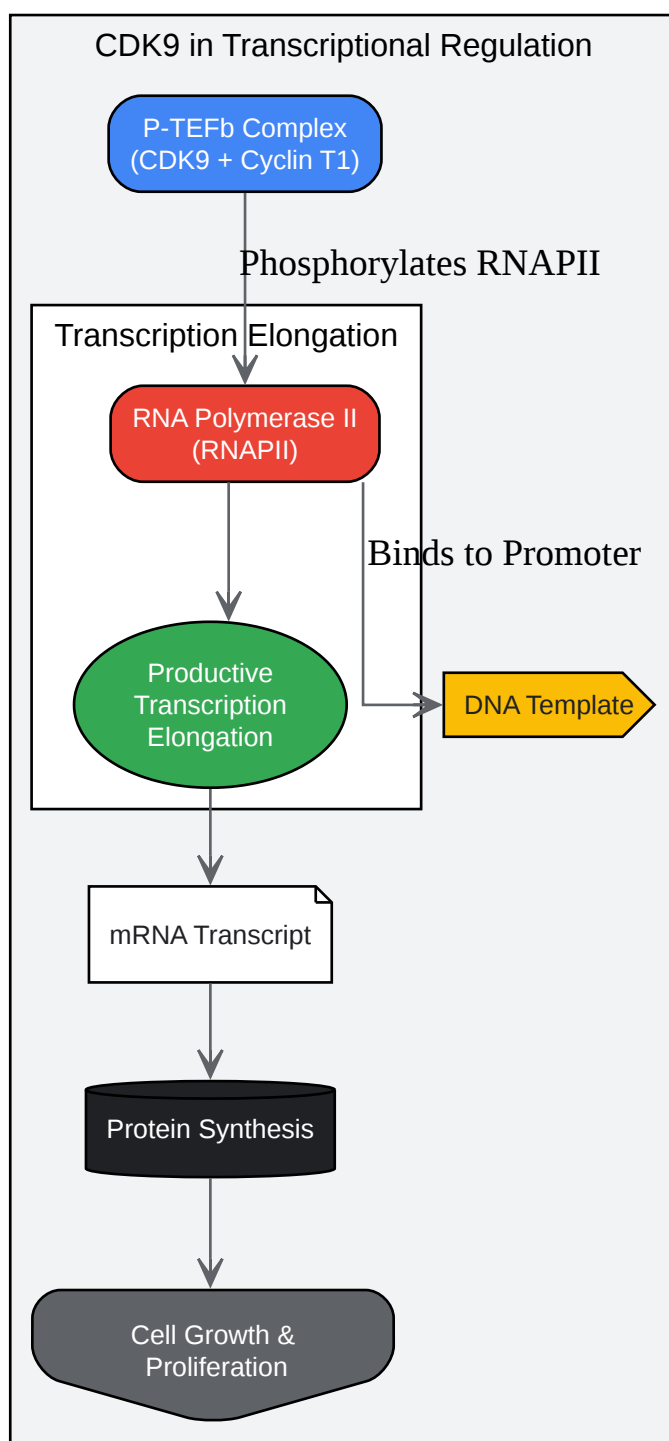 CDK9 in Transcriptional Regulation
P-TEFb Complex
(CDK9 + Cyclin T1)
Phosphorylates RNAPII
Transcription Elongation
RNA Polymerase II
(RNAPII)
Binds to Promoter
Productive
Transcription
Elongation
DNA Template
mRNA Transcript
Protein Synthesis
Cell Growth &
Proliferation